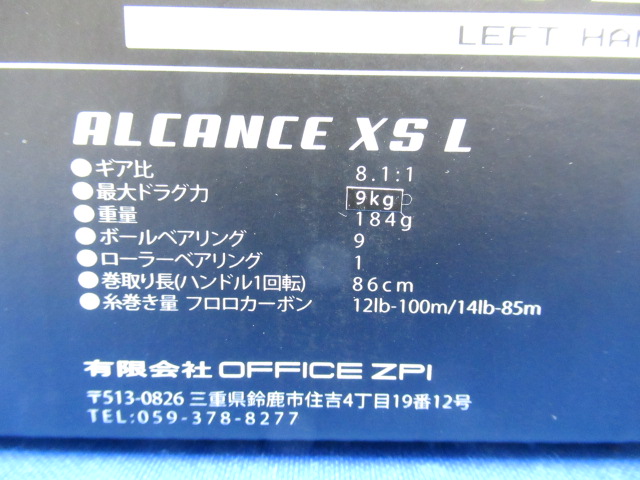 LEFT HAN
ALCANCE XS L
●ギア比 8.1:1
●最大ドラグ力 9kg
●重量 184g
●ボールベアリング 9
●ローラーベアリング 1
●巻取り長(ハンドル1回転) 86cm
●糸巻き量 フロロカーボン 12lb-100m/14lb-85m
有限会社 OFFICE ZPI
〒513-0826 三重県鈴鹿市住吉4丁目19番12号
TEL:059-378-8277